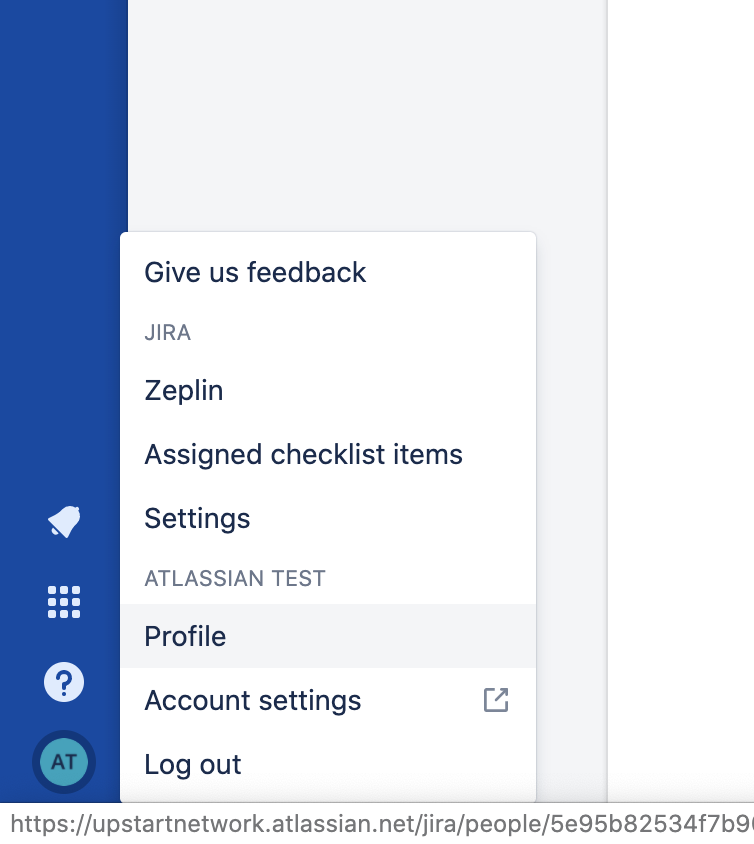 Give us feedback
JIRA
Zeplin
Assigned checklist items
Settings
ATLASSIAN TEST
Profile
Account settings
?
AT
Log out
https://upstartnetwork.atlassian.net/jira/people/5e95b82534f7b9